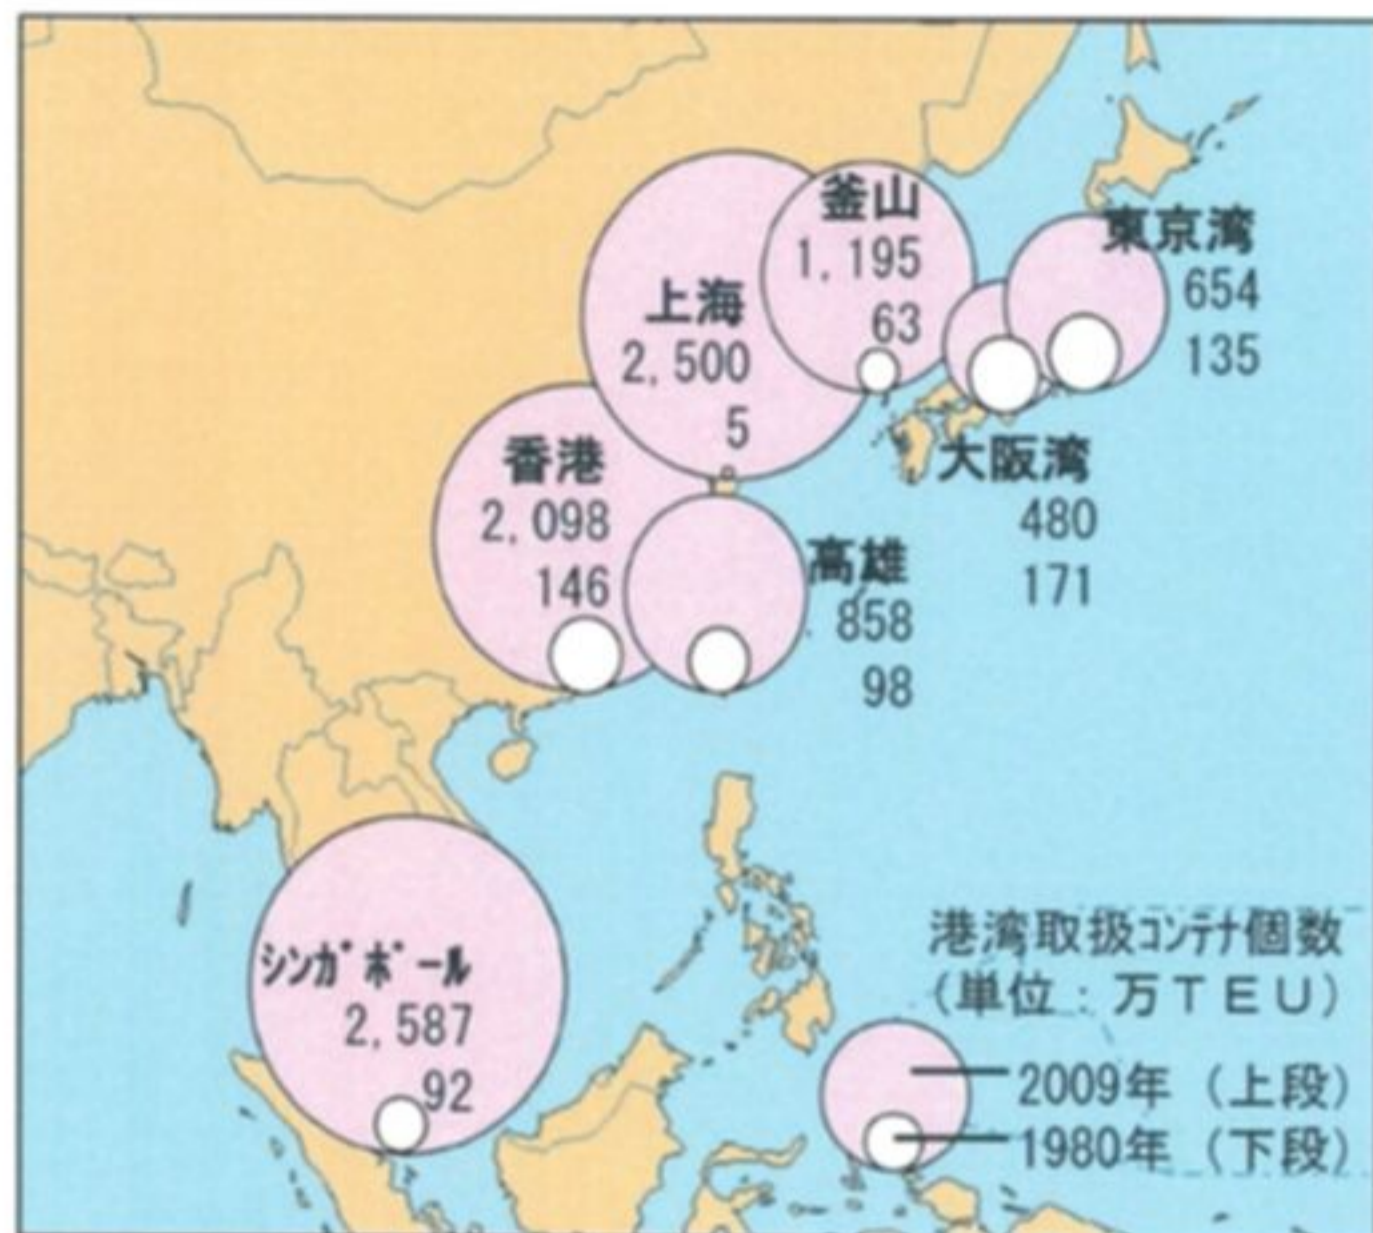 釜山
1,195
63
東京湾
654
135
上海
2,500
5
香港
2,098
146
大阪湾
480
171
高雄
858
98
ｼﾝｶﾞﾎﾟｰﾙ
2,587
92
港湾取扱ｺﾝﾃﾅ個数
(単位：万ＴＥＵ)
2009年 (上段)
1980年 (下段)